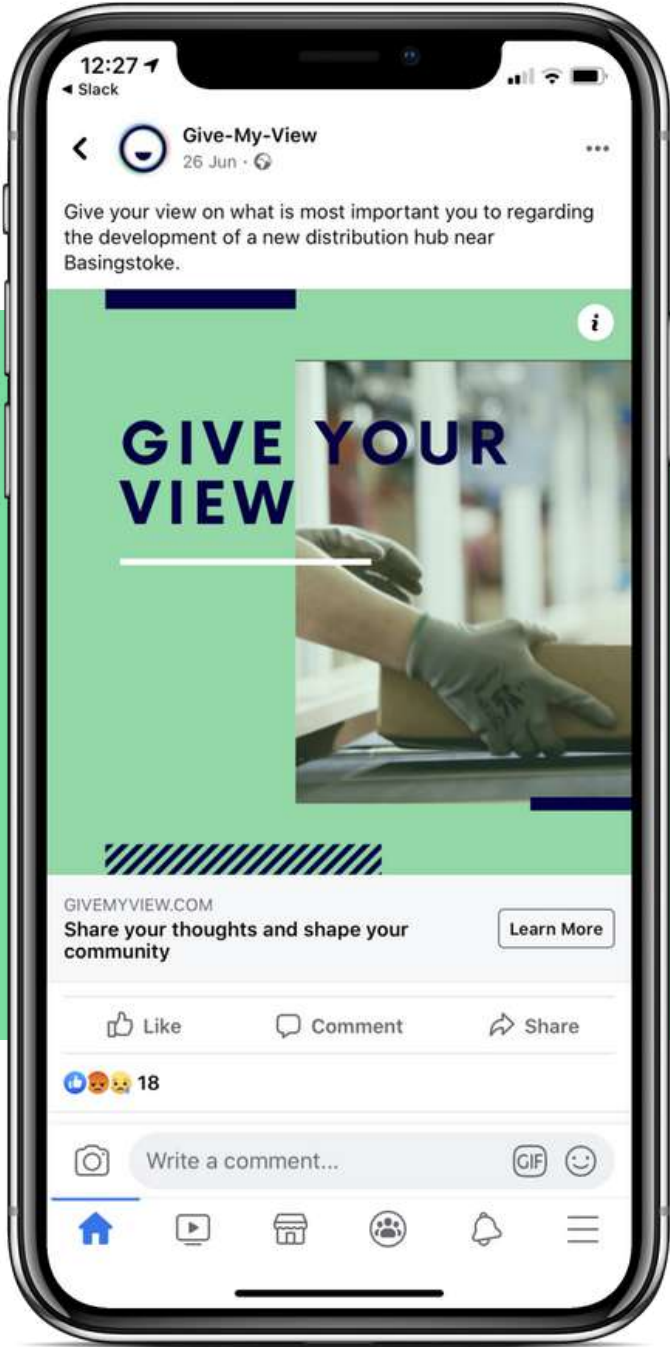 12:27
◀ Slack
Give-My-View
26 Jun ·
Give your view on what is most important you to regarding
the development of a new distribution hub near
Basingstoke.
GIVE YOUR
VIEW
GIVEMYVIEW.COM
Share your thoughts and shape your
community
Learn More
Like
Comment
Share
18
Write a comment...
GIF